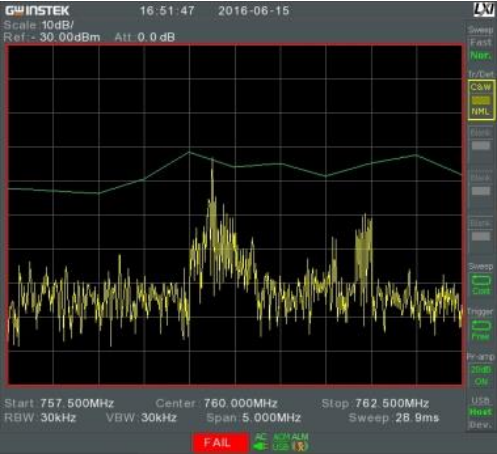 GWINSTEK 16:51:47 2016-06-15 LXI
Scale:10dB/
Ref:- 30.00dBm Att:0.0 dB
Sweep
Fast
Nor.
Tr/Det
C&W
NML
Blank
Blank
Blank
Sweep
Cont
Trigger
Free
Pr-amp
20dB
ON
Start:757.500MHz Center:760.000MHz Stop:762.500MHz
RBW:30kHz VBW:30kHz Span:5.000MHz Sweep:28.9ms
USB
Host
Dev.
FAIL AC ACM ALM
USB